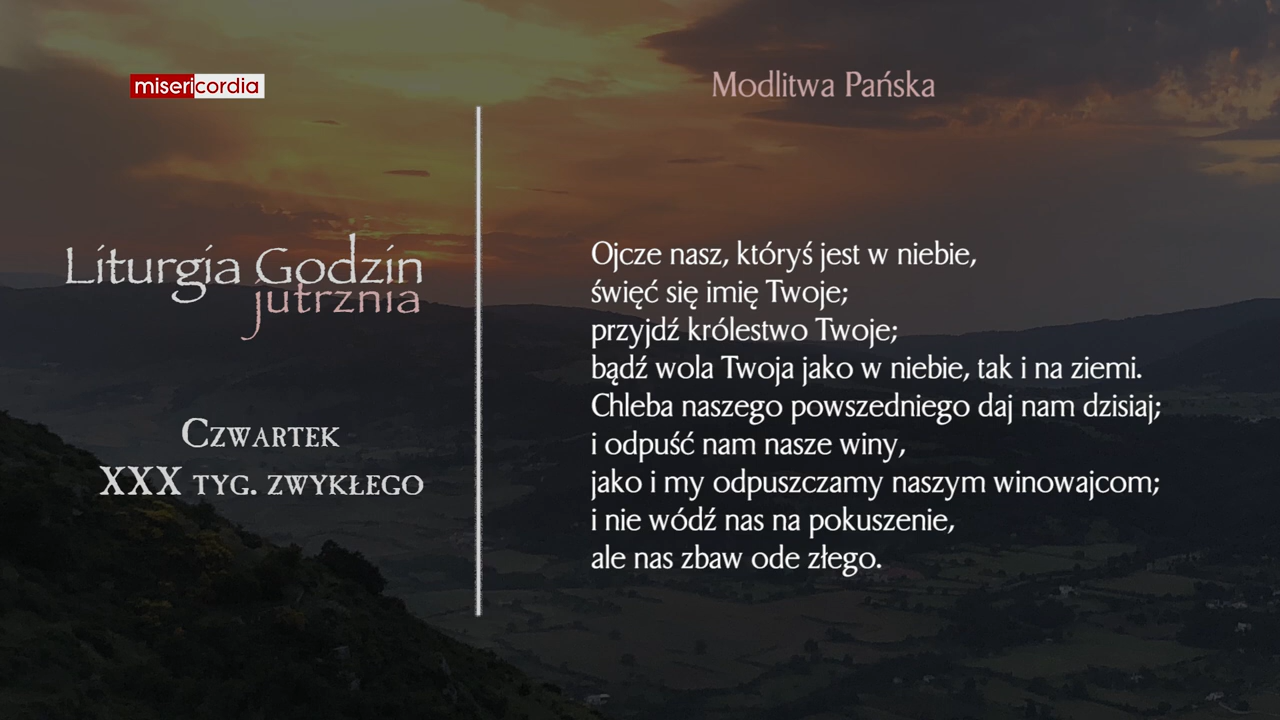 misericordia
Liturgia Godzin
jutrznia
Czwartek
XXX tyg. zwykłego
Modlitwa Pańska
Ojcze nasz, któryś jest w niebie,
święć się imię Twoje;
przyjdź królestwo Twoje;
bądź wola Twoja jako w niebie, tak i na ziemi.
Chleba naszego powszedniego daj nam dzisiaj;
i odpuść nam nasze winy,
jako i my odpuszczamy naszym winowajcom;
i nie wódź nas na pokuszenie,
ale nas zbaw ode złego.